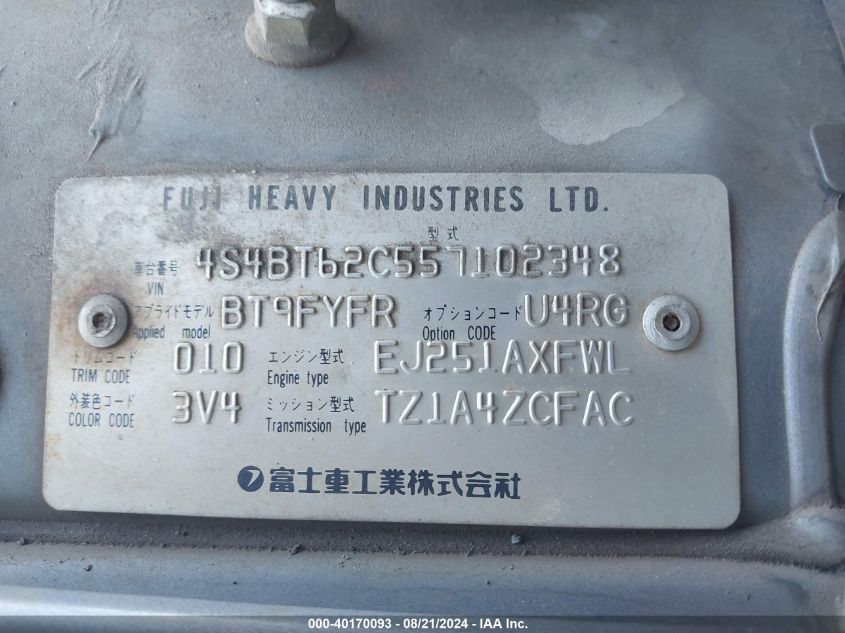 FUJI HEAVY INDUSTRIES LTD.
型式
車台番号 4S4BT62C557102348
VIN
アプライドモデル BT9FYFR オプションコード U4RG
Applied model Option CODE
トリムコード 010 エンジン型式 EJ251AXFWL
TRIM CODE Engine type
外装色コード 3V4 ミッション型式 TZ1A4ZCFAC
COLOR CODE Transmission type
富士重工業株式会社
000-40170093 - 08/21/2024 - IAA Inc.